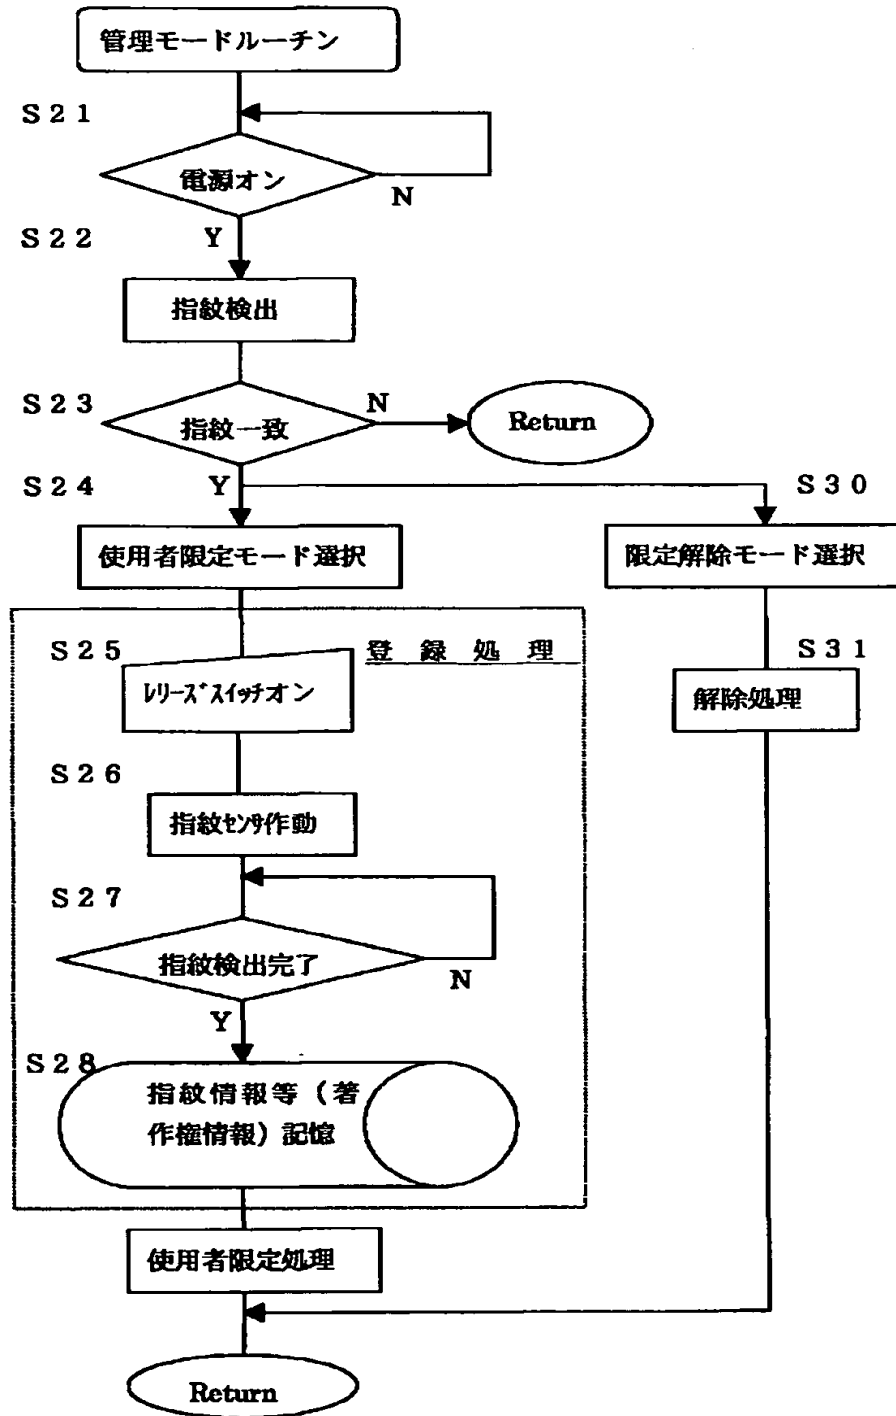 管理モードルーチン
S21
電源オン
N
S22
Y
指紋検出
S23
N
指紋一致
Return
S24
Y
S30
使用者限定モード選択
限定解除モード選択
S25
登録処理
S31
ﾚﾘｰｽﾞｽｲｯﾁオン
解除処理
S26
指紋ｾﾝｻ作動
S27
指紋検出完了
N
Y
S28
指紋情報等（著
作権情報）記憶
使用者限定処理
Return